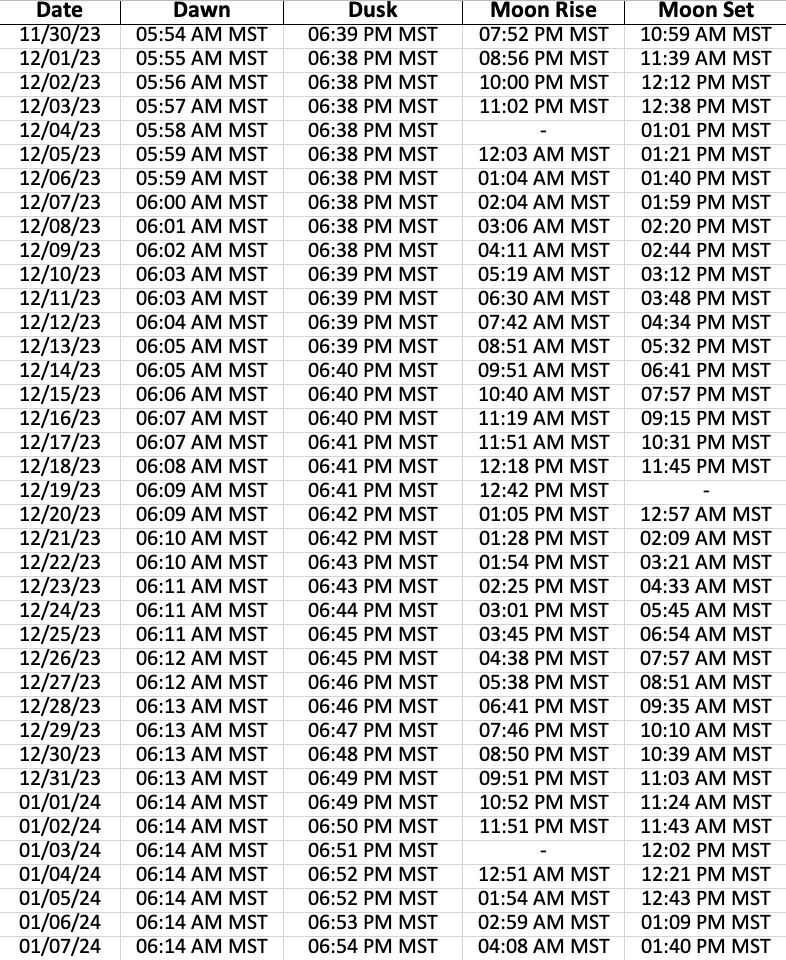 Date Dawn Dusk Moon Rise Moon Set
11/30/23 05:54 AM MST 06:39 PM MST 07:52 PM MST 10:59 AM MST
12/01/23 05:55 AM MST 06:38 PM MST 08:56 PM MST 11:39 AM MST
12/02/23 05:56 AM MST 06:38 PM MST 10:00 PM MST 12:12 PM MST
12/03/23 05:57 AM MST 06:38 PM MST 11:02 PM MST 12:38 PM MST
12/04/23 05:58 AM MST 06:38 PM MST - 01:01 PM MST
12/05/23 05:59 AM MST 06:38 PM MST 12:03 AM MST 01:21 PM MST
12/06/23 05:59 AM MST 06:38 PM MST 01:04 AM MST 01:40 PM MST
12/07/23 06:00 AM MST 06:38 PM MST 02:04 AM MST 01:59 PM MST
12/08/23 06:01 AM MST 06:38 PM MST 03:06 AM MST 02:20 PM MST
12/09/23 06:02 AM MST 06:38 PM MST 04:11 AM MST 02:44 PM MST
12/10/23 06:03 AM MST 06:39 PM MST 05:19 AM MST 03:12 PM MST
12/11/23 06:03 AM MST 06:39 PM MST 06:30 AM MST 03:48 PM MST
12/12/23 06:04 AM MST 06:39 PM MST 07:42 AM MST 04:34 PM MST
12/13/23 06:05 AM MST 06:39 PM MST 08:51 AM MST 05:32 PM MST
12/14/23 06:05 AM MST 06:40 PM MST 09:51 AM MST 06:41 PM MST
12/15/23 06:06 AM MST 06:40 PM MST 10:40 AM MST 07:57 PM MST
12/16/23 06:07 AM MST 06:40 PM MST 11:19 AM MST 09:15 PM MST
12/17/23 06:07 AM MST 06:41 PM MST 11:51 AM MST 10:31 PM MST
12/18/23 06:08 AM MST 06:41 PM MST 12:18 PM MST 11:45 PM MST
12/19/23 06:09 AM MST 06:41 PM MST 12:42 PM MST -
12/20/23 06:09 AM MST 06:42 PM MST 01:05 PM MST 12:57 AM MST
12/21/23 06:10 AM MST 06:42 PM MST 01:28 PM MST 02:09 AM MST
12/22/23 06:10 AM MST 06:43 PM MST 01:54 PM MST 03:21 AM MST
12/23/23 06:11 AM MST 06:43 PM MST 02:25 PM MST 04:33 AM MST
12/24/23 06:11 AM MST 06:44 PM MST 03:01 PM MST 05:45 AM MST
12/25/23 06:11 AM MST 06:45 PM MST 03:45 PM MST 06:54 AM MST
12/26/23 06:12 AM MST 06:45 PM MST 04:38 PM MST 07:57 AM MST
12/27/23 06:12 AM MST 06:46 PM MST 05:38 PM MST 08:51 AM MST
12/28/23 06:13 AM MST 06:46 PM MST 06:41 PM MST 09:35 AM MST
12/29/23 06:13 AM MST 06:47 PM MST 07:46 PM MST 10:10 AM MST
12/30/23 06:13 AM MST 06:48 PM MST 08:50 PM MST 10:39 AM MST
12/31/23 06:13 AM MST 06:49 PM MST 09:51 PM MST 11:03 AM MST
01/01/24 06:14 AM MST 06:49 PM MST 10:52 PM MST 11:24 AM MST
01/02/24 06:14 AM MST 06:50 PM MST 11:51 PM MST 11:43 AM MST
01/03/24 06:14 AM MST 06:51 PM MST - 12:02 PM MST
01/04/24 06:14 AM MST 06:52 PM MST 12:51 AM MST 12:21 PM MST
01/05/24 06:14 AM MST 06:52 PM MST 01:54 AM MST 12:43 PM MST
01/06/24 06:14 AM MST 06:53 PM MST 02:59 AM MST 01:09 PM MST
01/07/24 06:14 AM MST 06:54 PM MST 04:08 AM MST 01:40 PM MST